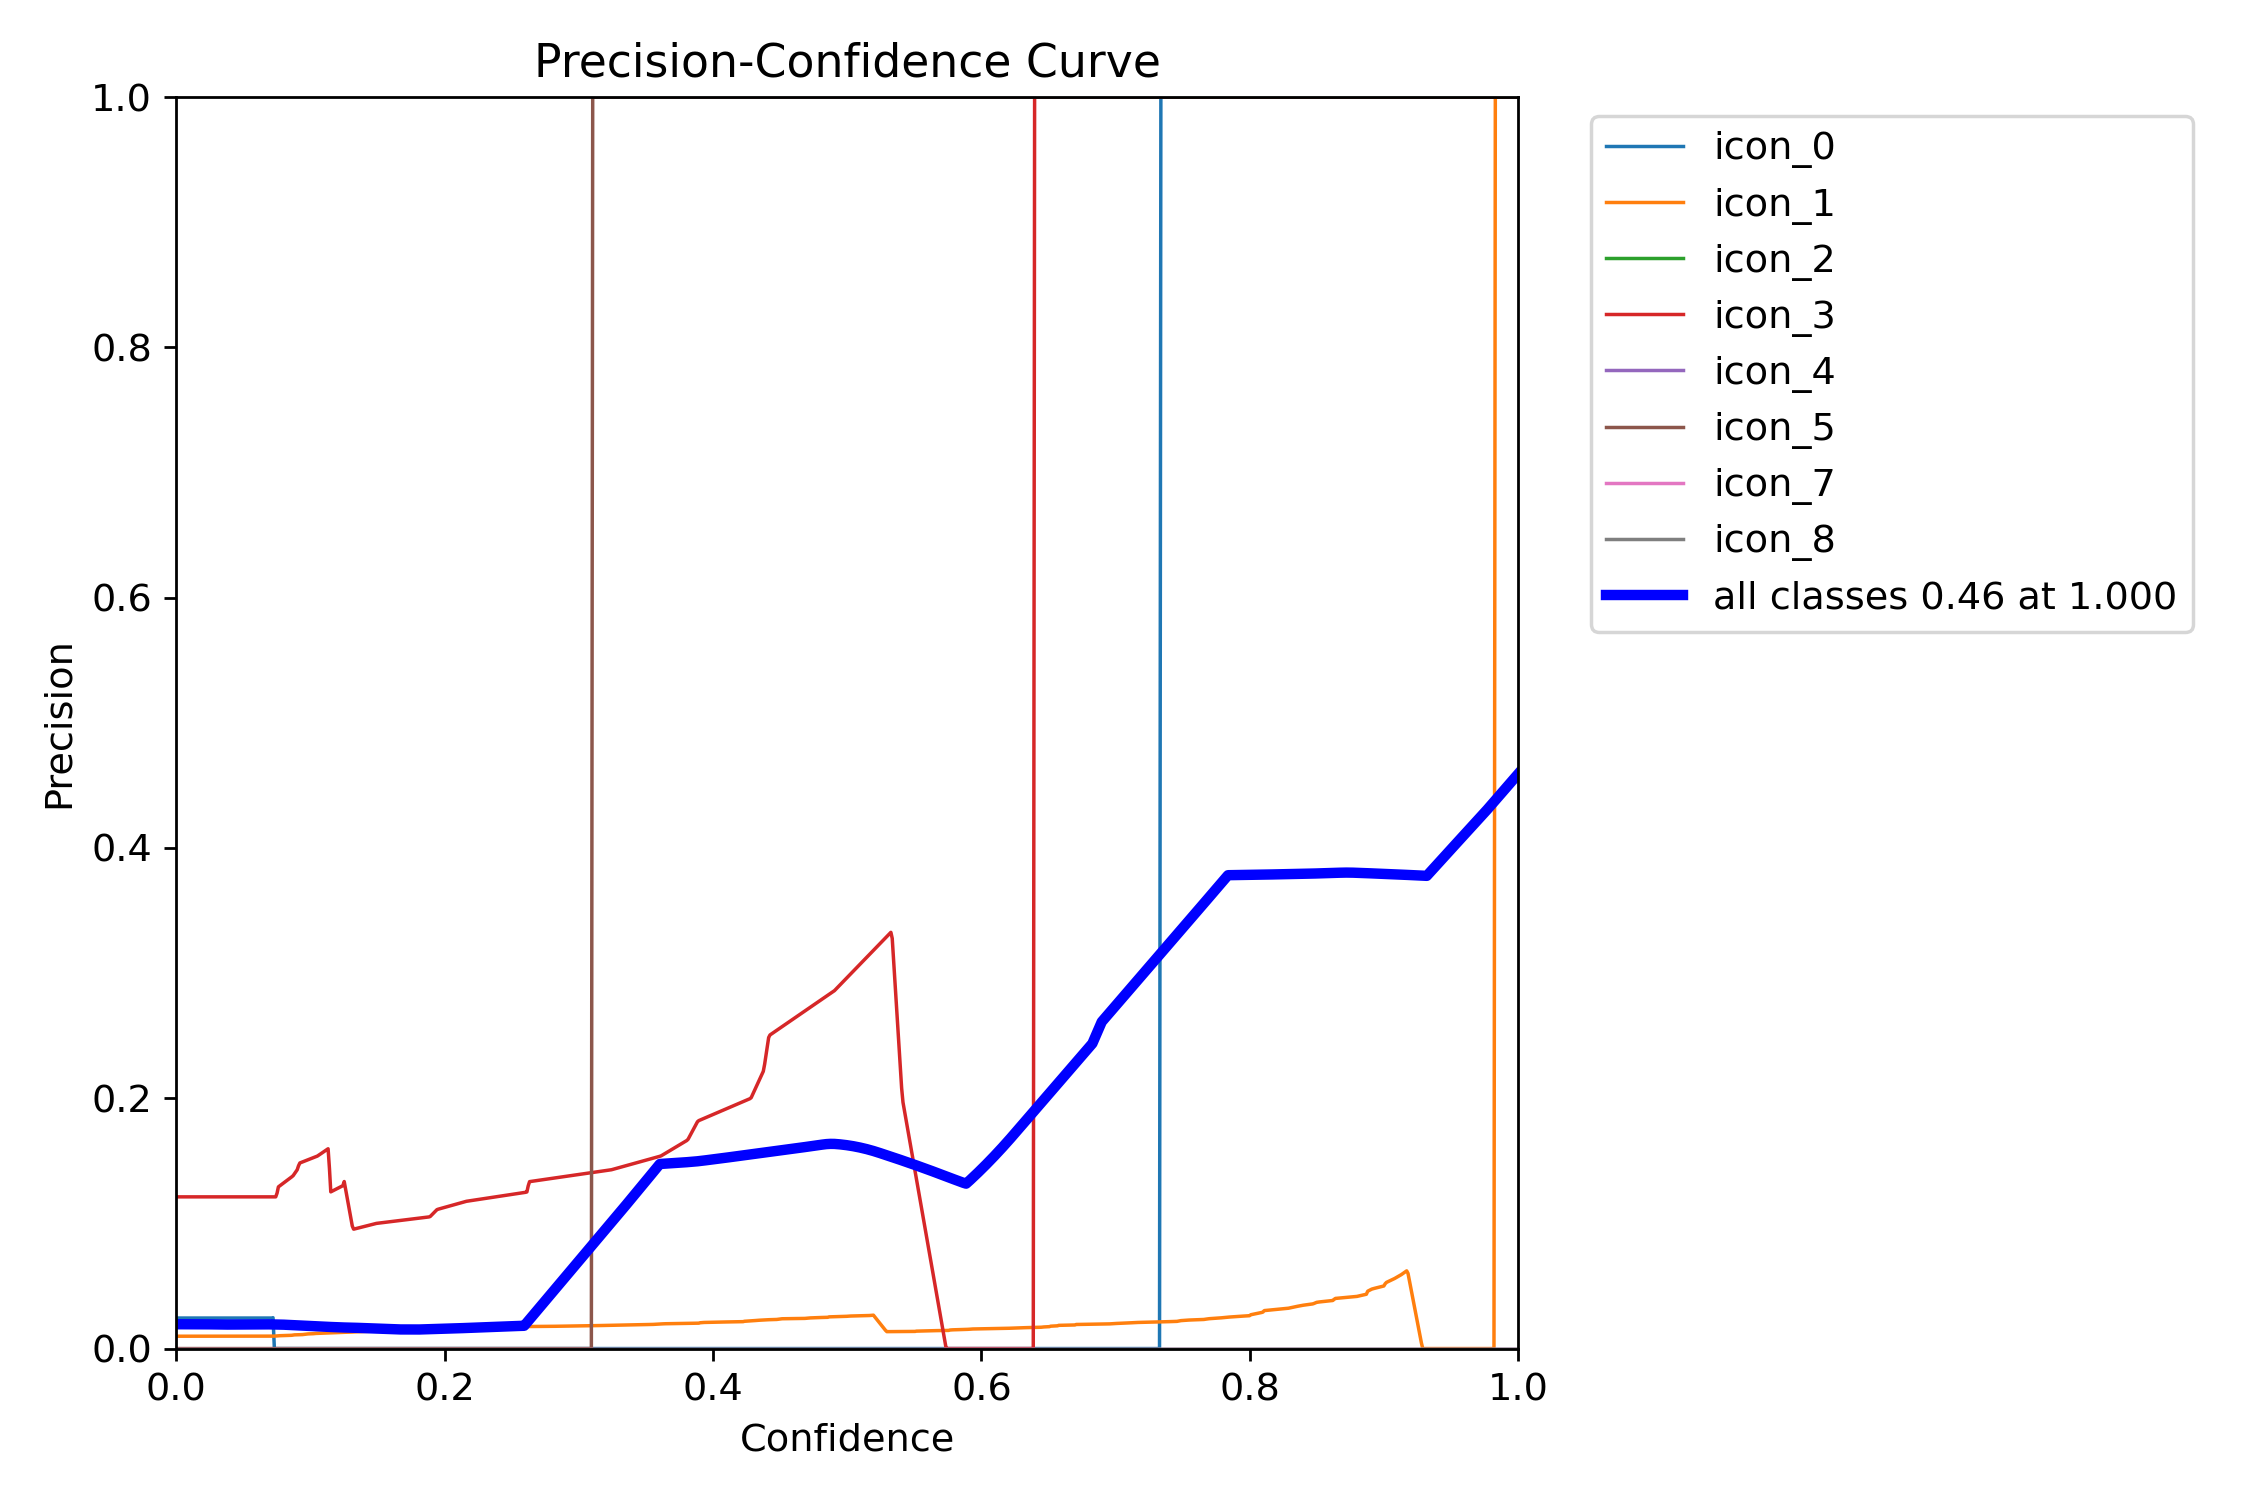 Precision-Confidence Curve
1.0
0.8
0.6
0.4
0.2
0.0
Precision
0.0 0.2 0.4 0.6 0.8 1.0
Confidence
icon_0
icon_1
icon_2
icon_3
icon_4
icon_5
icon_7
icon_8
all classes 0.46 at 1.000